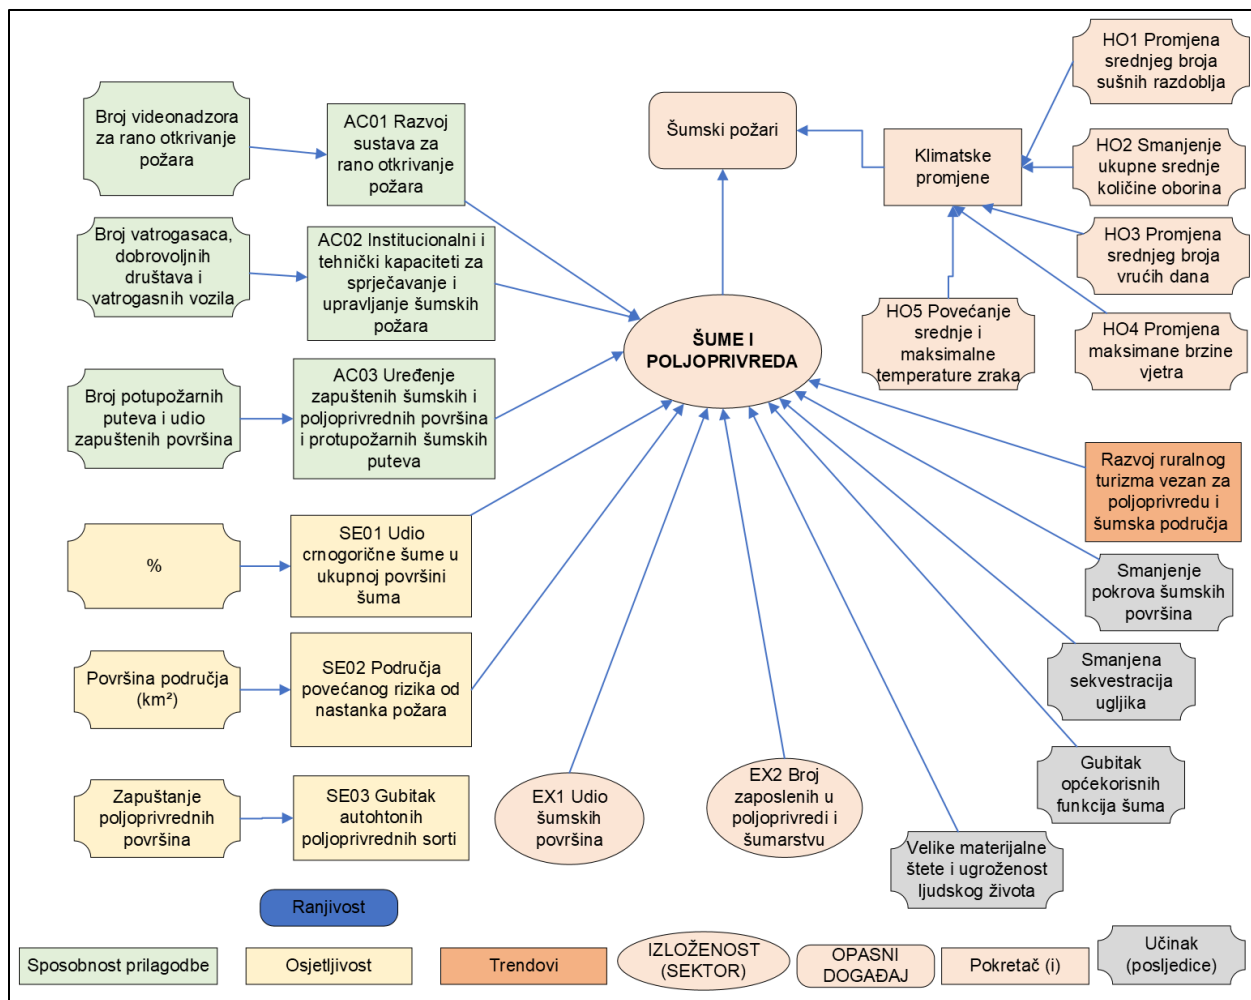 Broj videonadzora
za rano otkrivanje
požara
AC01 Razvoj
sustava za
rano otkrivanje
požara
Šumski požari
Klimatske
promjene
HO1 Promjena
srednjeg broja
sušnih razdoblja
HO2 Smanjenje
ukupne srednje
količine oborina
HO3 Promjena
srednjeg broja
vrućih dana
HO4 Promjena
maksimane brzine
vjetra
HO5 Povećanje
srednje i
maksimalne
temperature zraka
Broj vatrogasaca,
dobrovoljnih
društava i
vatrogasnih vozila
AC02 Institucionalni i
tehnički kapaciteti za
sprječavanje i
upravljanje šumskih
požara
ŠUME I
POLJOPRIVREDA
Broj potupožarnih
puteva i udio
zapuštenih površina
AC03 Uređenje
zapuštenih šumskih i
poljoprivrednih površina
i protupožarnih šumskih
puteva
Razvoj ruralnog
turizma vezan za
poljoprivredu i
šumska područja
%
SE01 Udio
crnogorične šume u
ukupnoj površini
šuma
Smanjenje
pokrova šumskih
površina
Smanjena
sekvestracija
ugljika
Površina područja
(km²)
SE02 Područja
povećanog rizika od
nastanka požara
Gubitak
općekorisnih
funkcija šuma
Zapuštanje
poljoprivrednih
površina
SE03 Gubitak
autohtonih
poljoprivrednih sorti
EX1 Udio
šumskih
površina
EX2 Broj
zaposlenih u
poljoprivredi i
šumarstvu
Velike materijalne
štete i ugroženost
ljudskog života
Ranjivost
Sposobnost prilagodbe
Osjetljivost
Trendovi
IZLOŽENOST
(SEKTOR)
OPASNI
DOGAĐAJ
Pokretač (i)
Učinak
(posljedice)